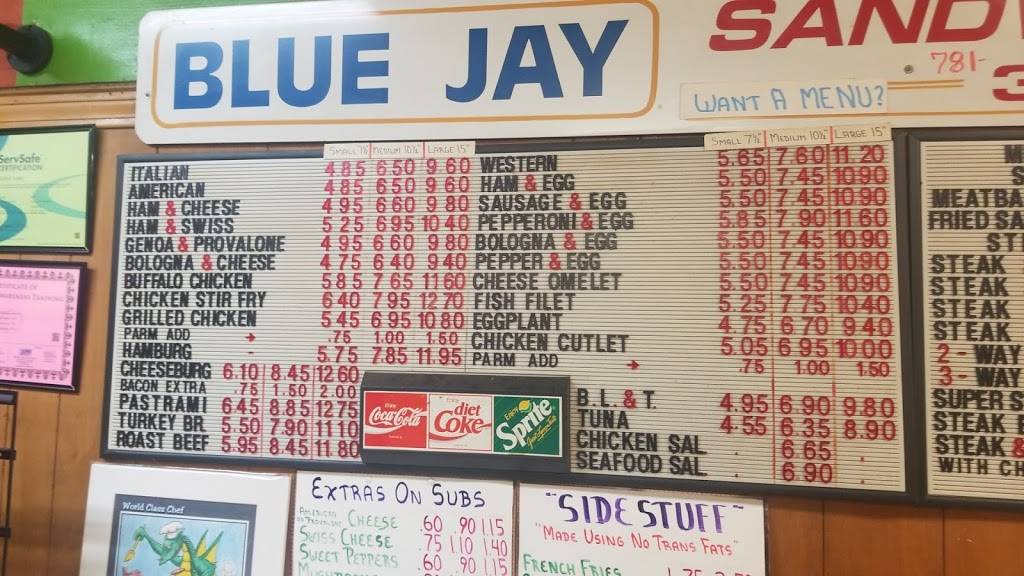 BLUE JAY
SANDW
781-
3
WANT A MENU?
SMALL 7½" MEDIUM 10½" LARGE 15"
ITALIAN 4.85 6.50 9.60
AMERICAN 4.85 6.50 9.60
HAM & CHEESE 4.95 6.60 9.80
HAM & SWISS 5.25 6.95 10.40
GENOA & PROVALONE 4.95 6.60 9.80
BOLOGNA & CHEESE 4.75 6.40 9.40
BUFFALO CHICKEN 5.85 7.65 11.60
CHICKEN STIR FRY 6.40 7.95 12.70
GRILLED CHICKEN 5.45 6.95 10.80
PARM ADD → .75 1.00 1.50
HAMBURG - 5.75 7.85 11.95
CHEESEBURG 6.10 8.45 12.60
BACON EXTRA .75 1.50 2.00
PASTRAMI 6.45 8.85 12.75
TURKEY BR. 5.50 7.90 11.10
ROAST BEEF 5.95 8.45 11.80
SMALL 7½" MEDIUM 10½" LARGE 15"
WESTERN 5.65 7.60 11.20
HAM & EGG 5.50 7.45 10.90
SAUSAGE & EGG 5.50 7.45 10.90
PEPPERONI & EGG 5.85 7.90 11.60
BOLOGNA & EGG 5.50 7.45 10.90
PEPPER & EGG 5.50 7.45 10.90
CHEESE OMELET 5.50 7.45 10.90
FISH FILET 5.25 7.75 10.40
EGGPLANT 4.75 6.70 9.40
CHICKEN CUTLET 5.05 6.95 10.00
PARM ADD → .75 1.00 1.50
B.L.&T. 4.95 6.90 9.80
TUNA 4.55 6.35 8.90
CHICKEN SAL . 6.65 .
SEAFOOD SAL . 6.90 .
Coca-Cola
diet Coke
Enjoy Sprite
MEATBA
FRIED SA
ST
STEAK
STEAK
STEAK
STEAK
2 - WAY
3 - WAY
SUPER S
STEAK
STEAK &
WITH CH
ServSafe
CERTIFICATION
World Class Chef
EXTRAS ON SUBS
AMERICAN or PROVOLONE CHEESE .60 .90 1.15
SWISS CHEESE .75 1.10 1.40
SWEET PEPPERS .60 .90 1.15
"SIDE STUFF"
"MADE USING NO TRANS FATS"
FRENCH FRIES